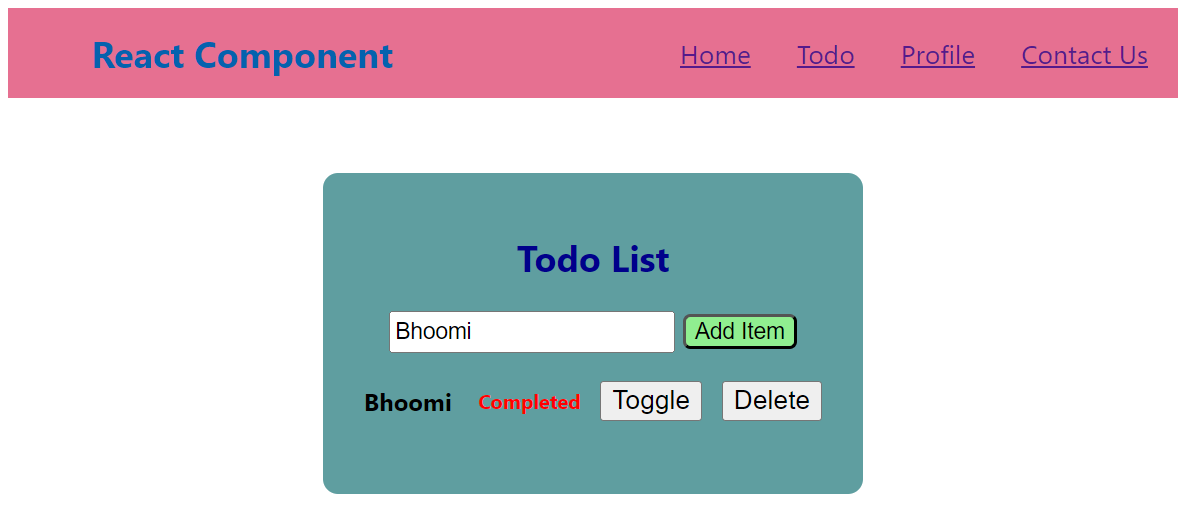 React Component Home Todo Profile Contact Us
Todo List
Bhoomi Add Item
Bhoomi Completed Toggle Delete